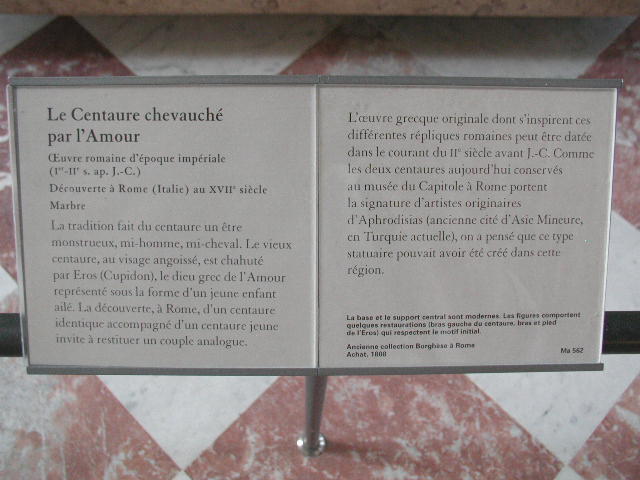 Le Centaure chevauché
par l'Amour
Œuvre romaine d'époque impériale
(Ier-IIe s. ap. J.-C.)
Découverte à Rome (Italie) au XVIIe siècle
Marbre
La tradition fait du centaure un être
monstrueux, mi-homme, mi-cheval. Le vieux
centaure, au visage angoissé, est chahuté
par Eros (Cupidon), le dieu grec de l'Amour
représenté sous la forme d'un jeune enfant
ailé. La découverte, à Rome, d'un centaure
identique accompagné d'un centaure jeune
invite à restituer un couple analogue.
L'œuvre grecque originale dont s'inspirent ces
différentes répliques romaines peut être datée
dans le courant du IIe siècle avant J.-C. Comme
les deux centaures aujourd'hui conservés
au musée du Capitole à Rome portent
la signature d'artistes originaires
d'Aphrodisias (ancienne cité d'Asie Mineure,
en Turquie actuelle), on a pensé que ce type
statuaire pouvait avoir été créé dans cette
région.
La base et le support central sont modernes. Les figures comportent
quelques restaurations (bras gauche du centaure, bras et pied
de l'Eros) qui respectent le motif initial.
Ancienne collection Borghèse à Rome
Achat, 1808
Ma 562